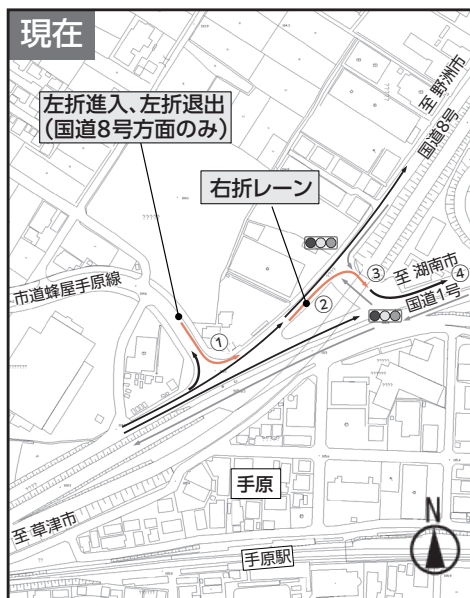 現在
左折進入、左折退出
(国道8号方面のみ)
右折レーン
至 野洲市
国道8号
市道蜂屋手原線
至 湖南市
国道1号
①
②
③
④
手原
至 草津市
手原駅
N